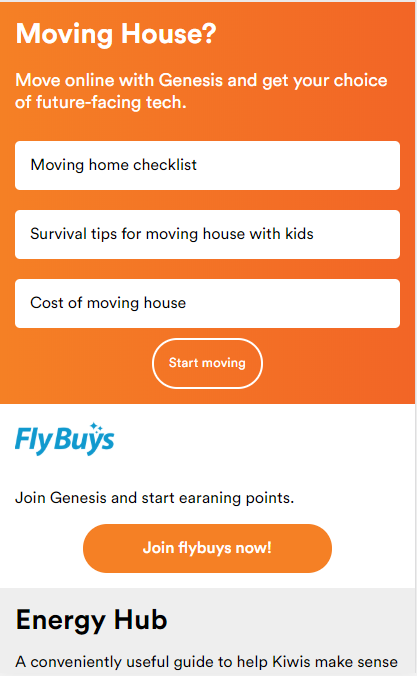 Moving House?
Move online with Genesis and get your choice
of future-facing tech.
Moving home checklist
Survival tips for moving house with kids
Cost of moving house
Start moving
FlyBuys
Join Genesis and start earaning points.
Join flybuys now!
Energy Hub
A conveniently useful guide to help Kiwis make sense